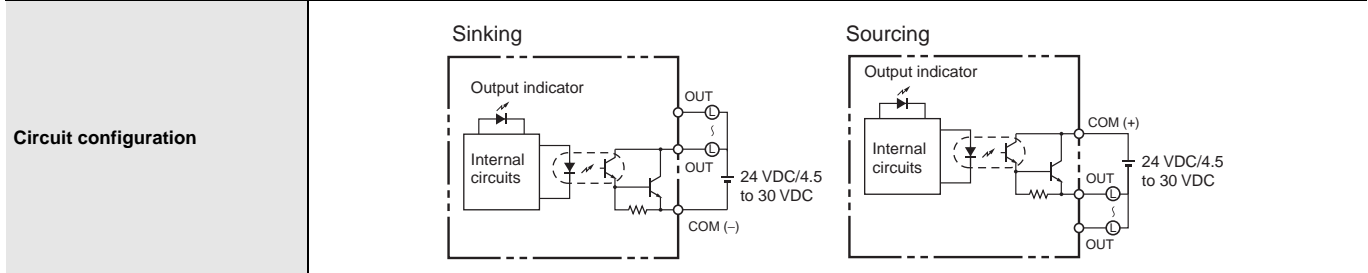 Circuit configuration
Sinking
Output indicator
Internal
circuits
OUT
L
L
OUT
24 VDC/4.5
to 30 VDC
COM (−)
Sourcing
Output indicator
Internal
circuits
COM (+)
24 VDC/4.5
to 30 VDC
OUT
L
L
OUT